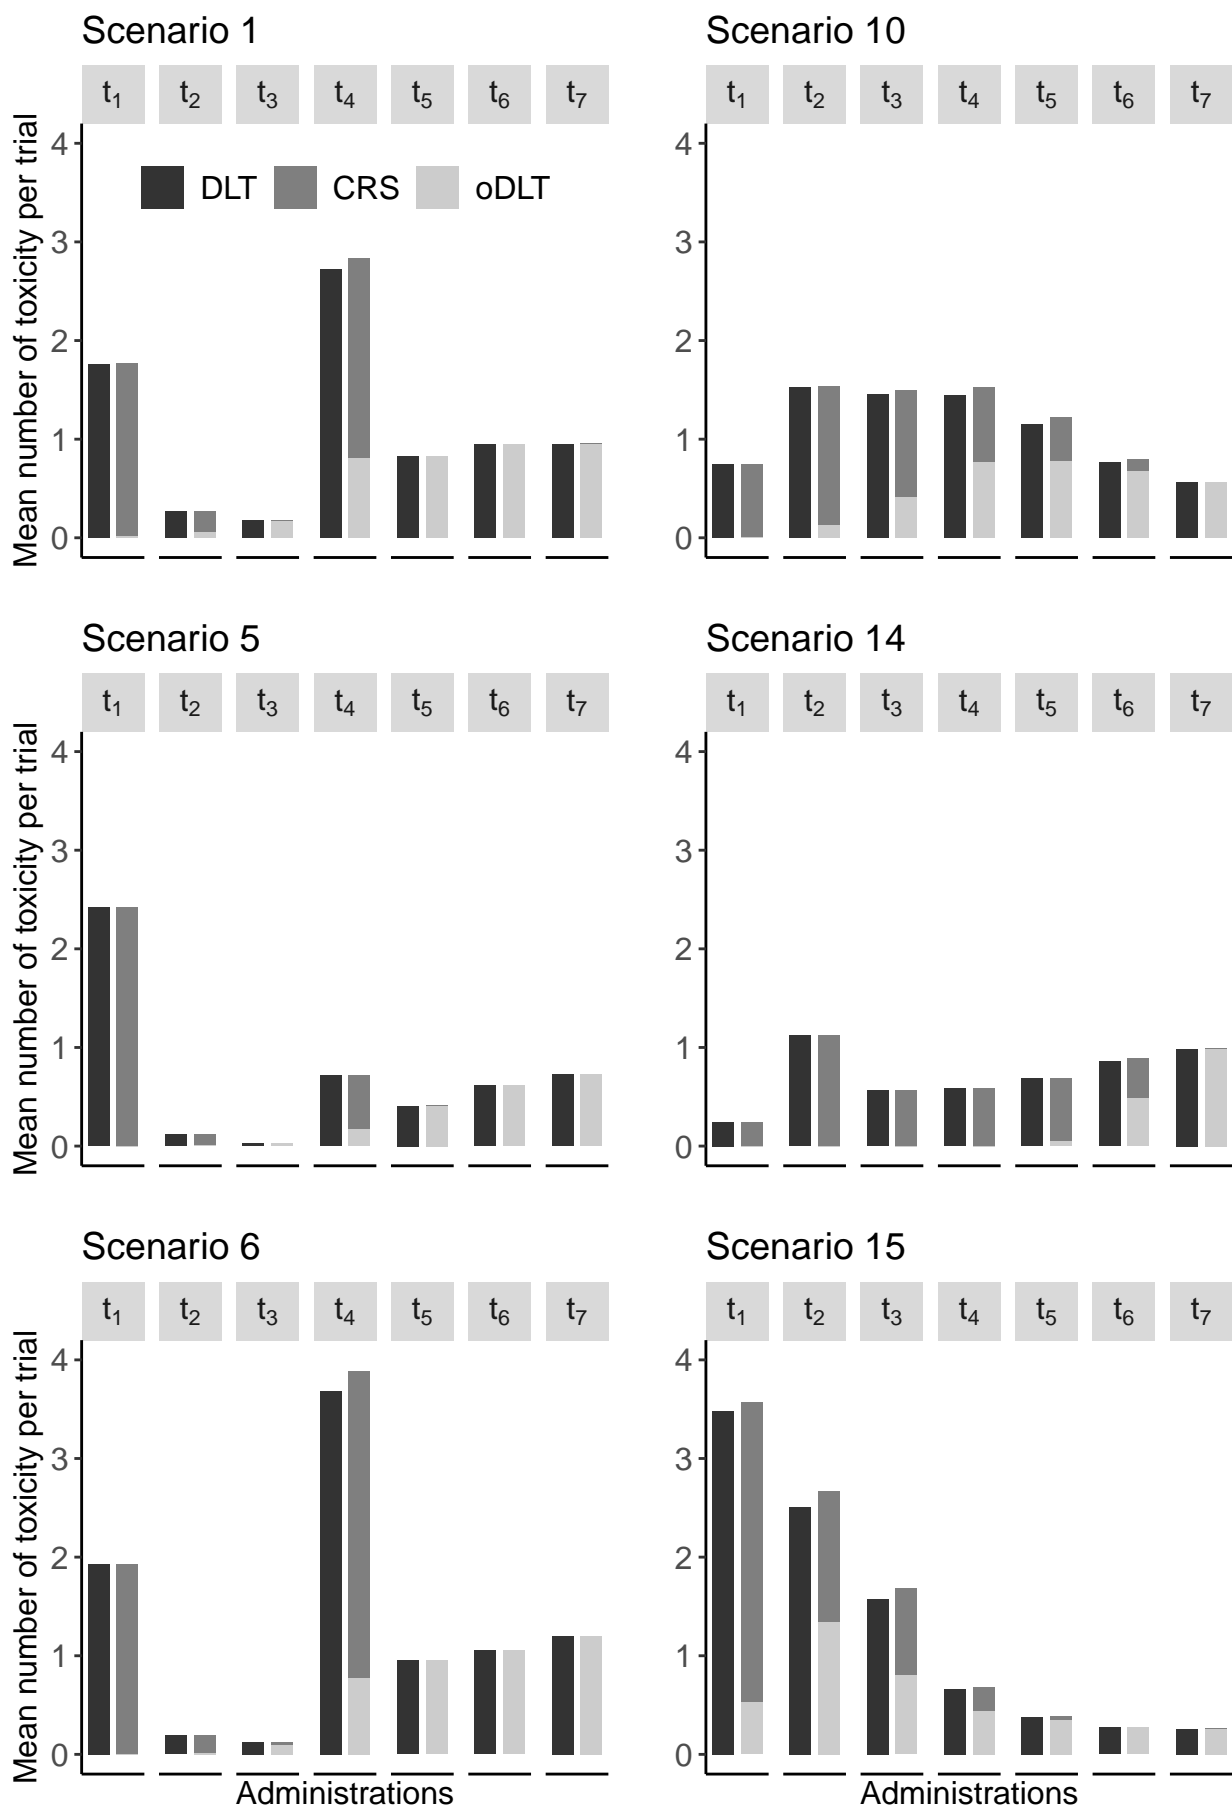 Scenario 1
t1 t2 t3 t4 t5 t6 t7
Mean number of toxicity per trial
4
3
2
1
0
DLT CRS oDLT
Scenario 10
t1 t2 t3 t4 t5 t6 t7
4
3
2
1
0
Scenario 5
t1 t2 t3 t4 t5 t6 t7
Mean number of toxicity per trial
4
3
2
1
0
Scenario 14
t1 t2 t3 t4 t5 t6 t7
4
3
2
1
0
Scenario 6
t1 t2 t3 t4 t5 t6 t7
Mean number of toxicity per trial
4
3
2
1
0
Administrations
Scenario 15
t1 t2 t3 t4 t5 t6 t7
4
3
2
1
0
Administrations